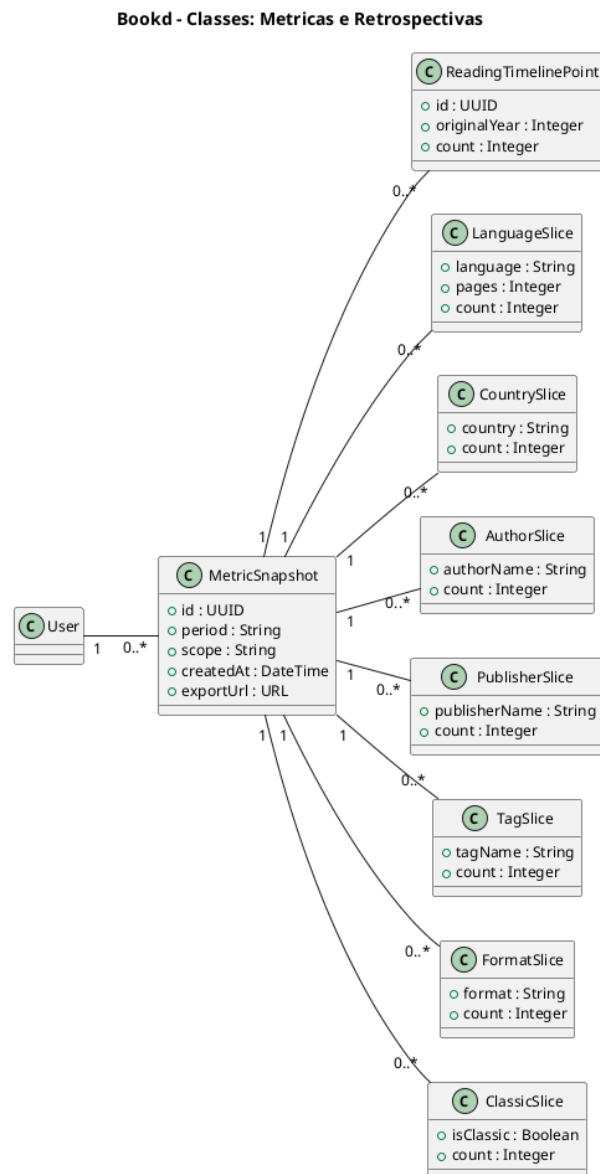 Bookd - Classes: Metricas e Retrospectivas
C ReadingTimelinePoint
id : UUID
originalYear : Integer
count : Integer
0..*
C LanguageSlice
language : String
pages : Integer
count : Integer
0..*
C CountrySlice
country : String
count : Integer
0..*
C AuthorSlice
authorName : String
count : Integer
0..*
1 1
1
C MetricSnapshot
id : UUID
period : String
scope : String
createdAt : DateTime
exportUrl : URL
C User
1 0..*
1
1
C PublisherSlice
publisherName : String
count : Integer
0..*
1 1 1
C TagSlice
tagName : String
count : Integer
0..*
C FormatSlice
format : String
count : Integer
0..*
C ClassicSlice
isClassic : Boolean
count : Integer
0..*